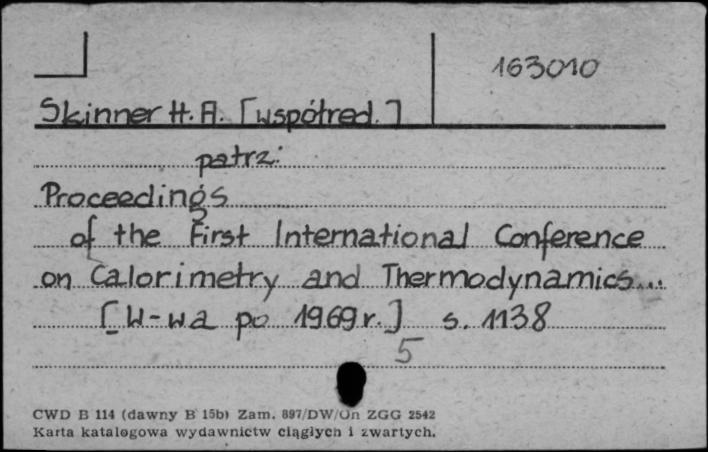 163010
Skinner H. A. [współred.]
patrz:
Proceedings
of the First International Conference
on Calorimetry and Thermodynamics...
[W-wa po 1969 r.] s. 1138
5
CWD B 114 (dawny B 15b) Zam. 897/DW/On ZGG 2542
Karta katalogowa wydawnictw ciągłych i zwartych.